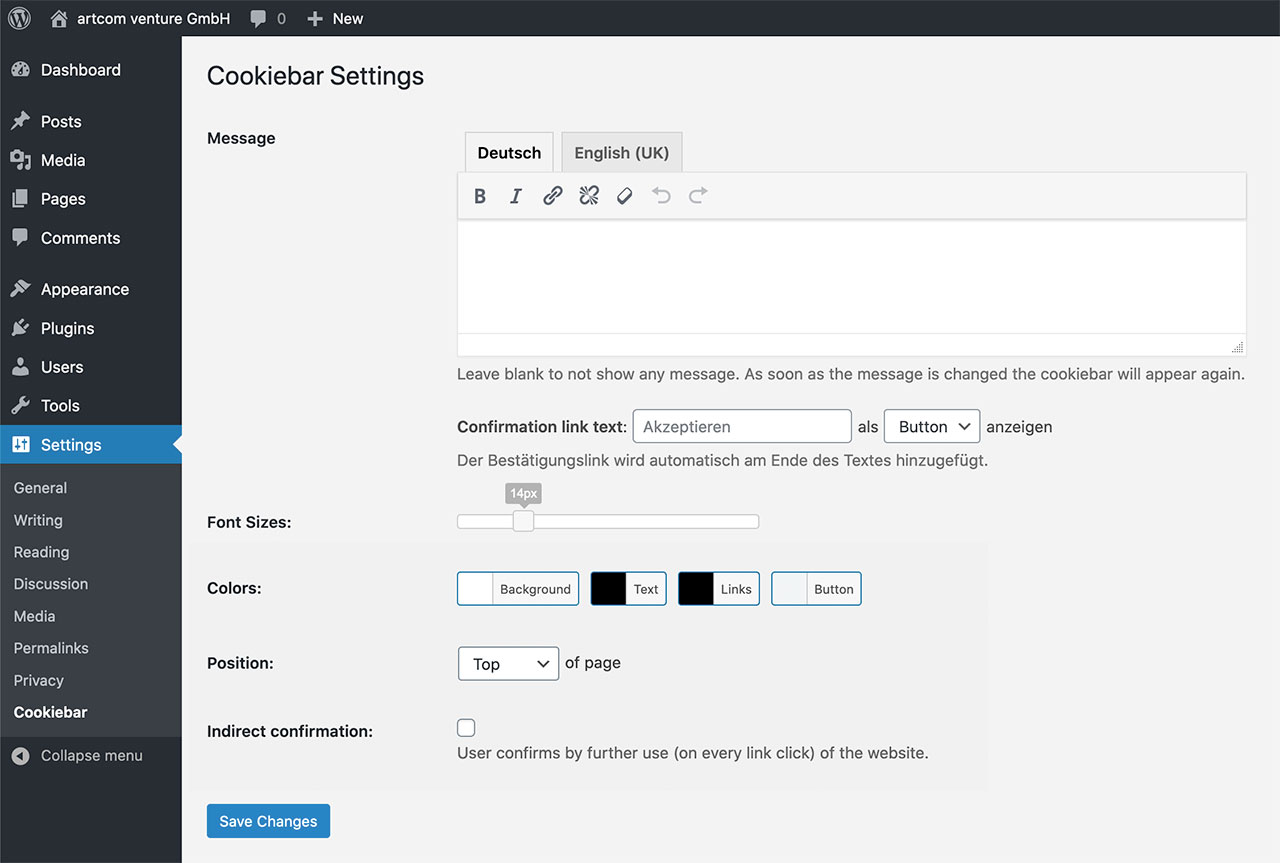 artcom venture GmbH 0 New
Dashboard
Posts
Media
Pages
Comments
Appearance
Plugins
Users
Tools
Settings
General
Writing
Reading
Discussion
Media
Permalinks
Privacy
Cookiebar
Collapse menu
Cookiebar Settings
Message
Deutsch English (UK)
B I
Leave blank to not show any message. As soon as the message is changed the cookiebar will appear again.
Confirmation link text: Akzeptieren als Button anzeigen
Der Bestätigungslink wird automatisch am Ende des Textes hinzugefügt.
14px
Font Sizes:
Colors: Background Text Links Button
Position: Top of page
Indirect confirmation:
User confirms by further use (on every link click) of the website.
Save Changes